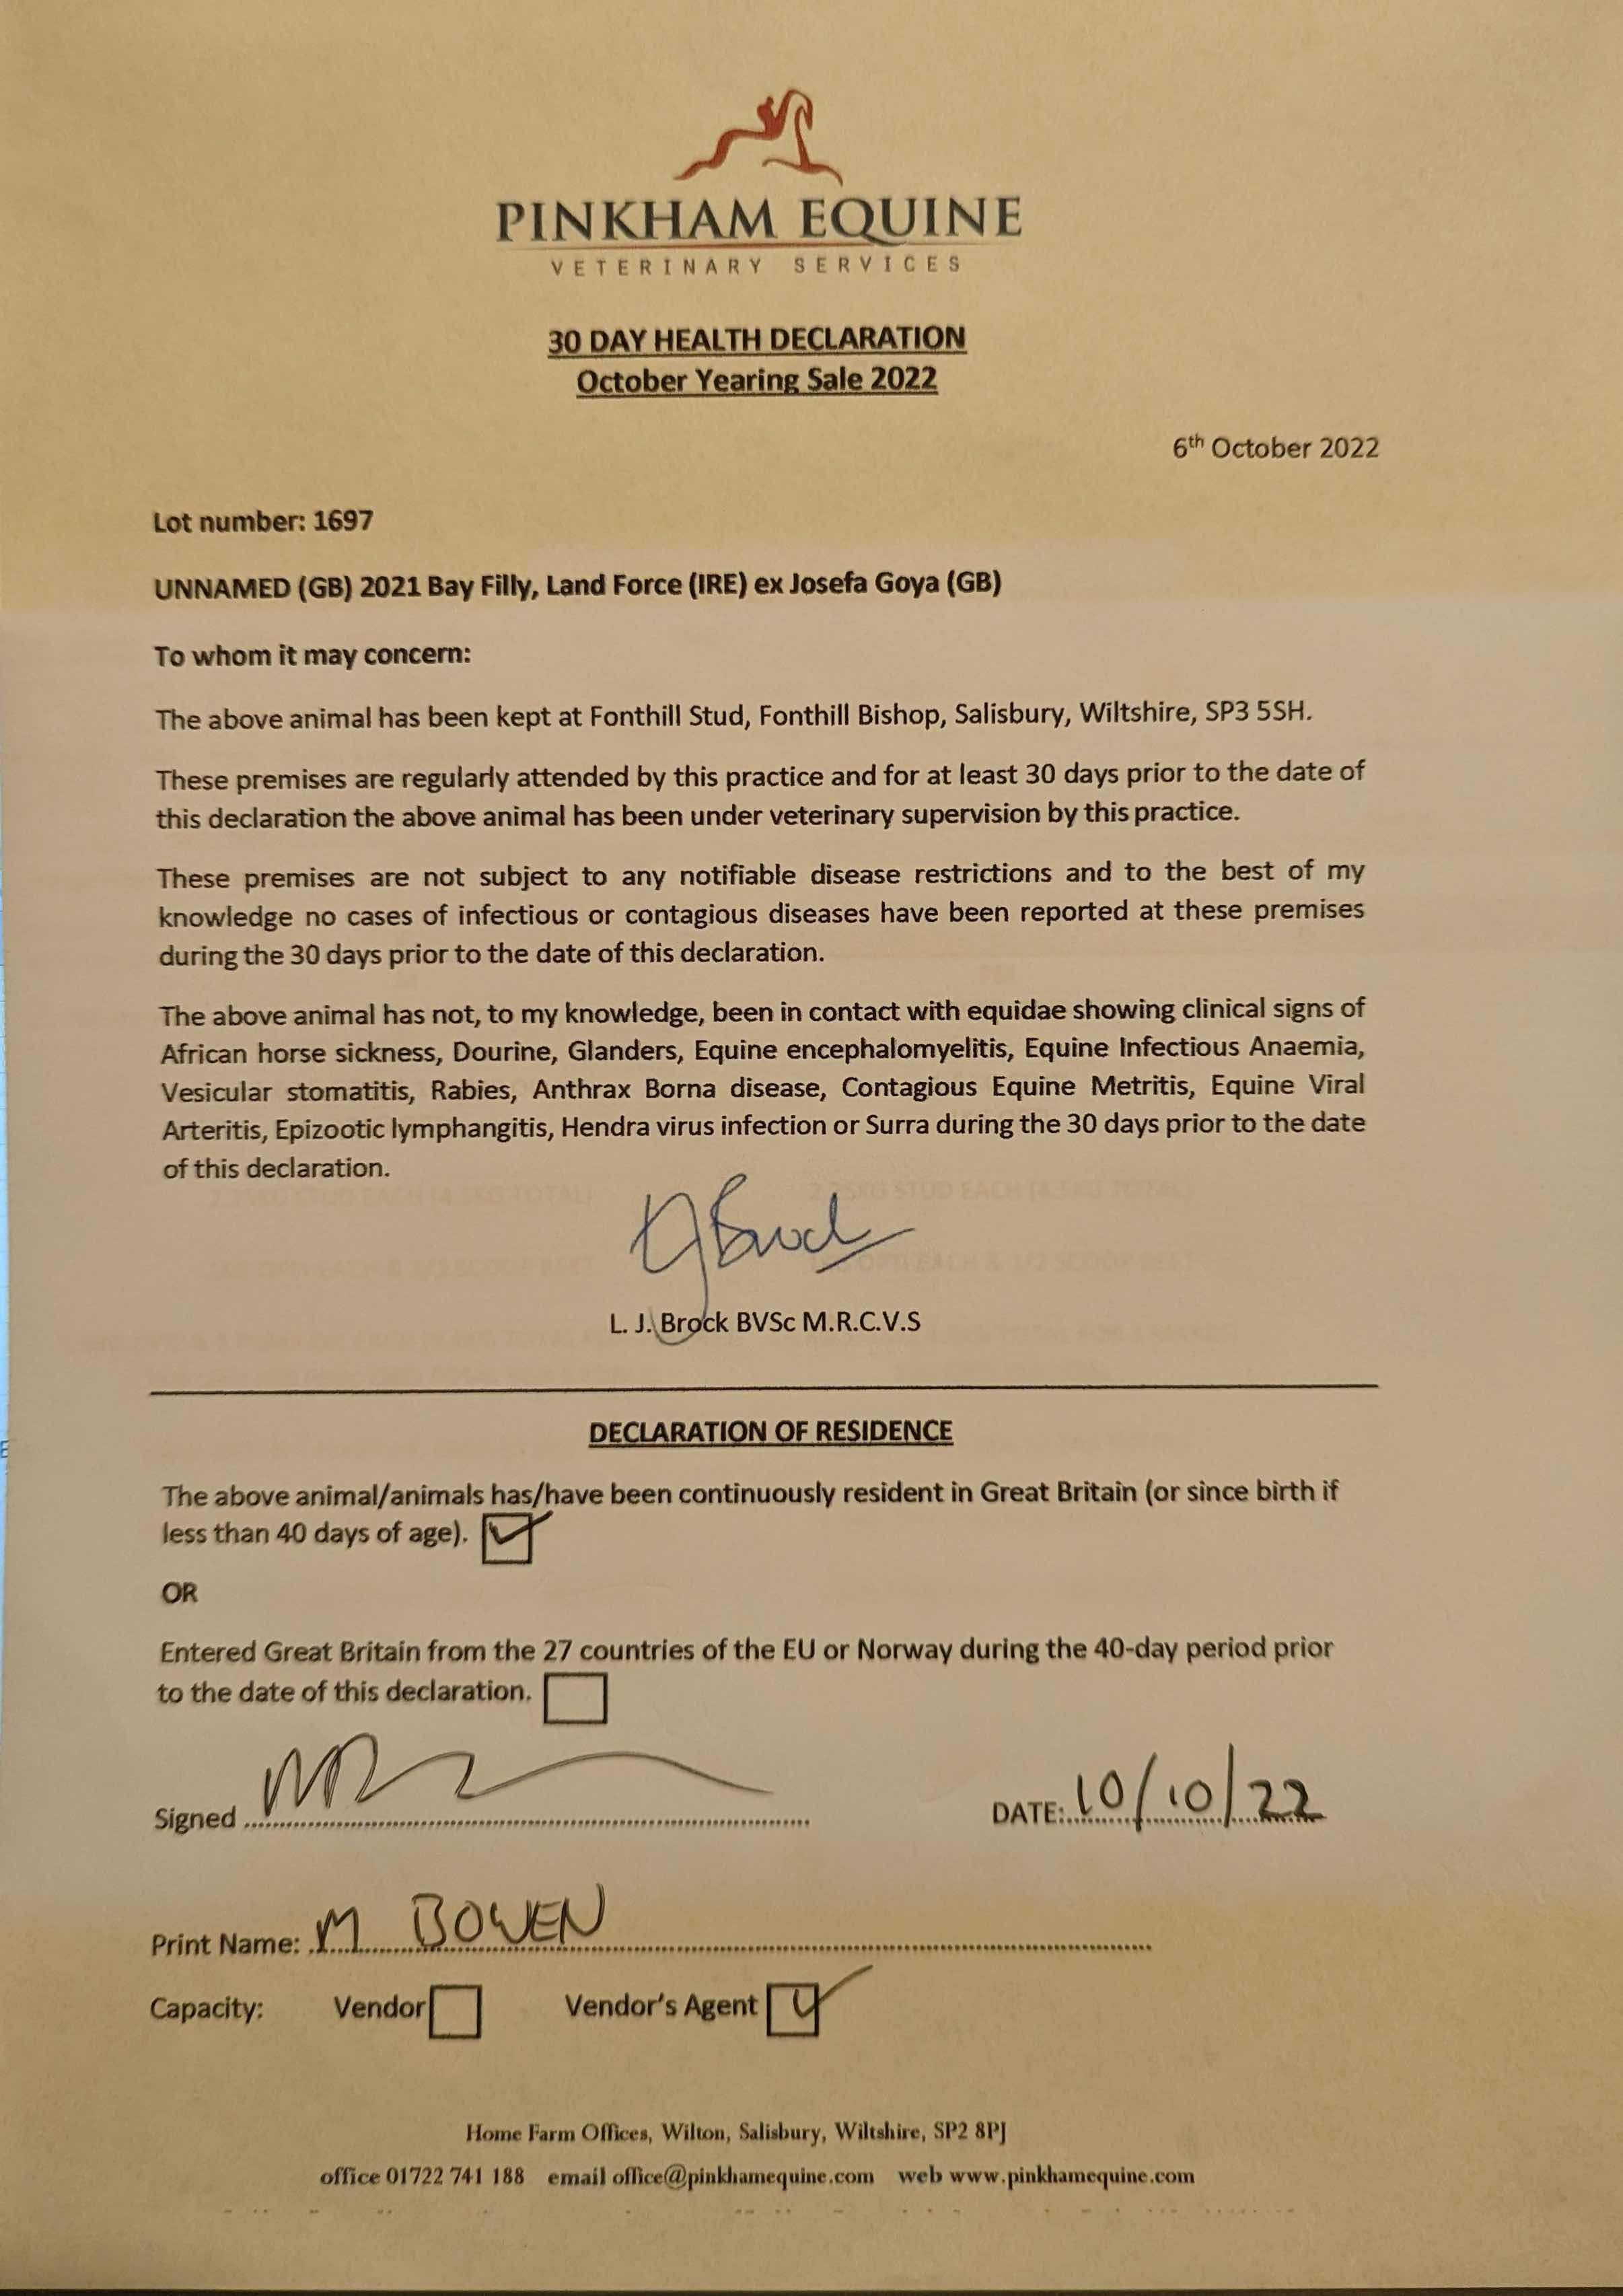 PINKHAM EQUINE
VETERINARY SERVICES
30 DAY HEALTH DECLARATION
October Yearing Sale 2022
6th October 2022
Lot number: 1697
UNNAMED (GB) 2021 Bay Filly, Land Force (IRE) ex Josefa Goya (GB)
To whom it may concern:
The above animal has been kept at Fonthill Stud, Fonthill Bishop, Salisbury, Wiltshire, SP3 5SH.
These premises are regularly attended by this practice and for at least 30 days prior to the date of
this declaration the above animal has been under veterinary supervision by this practice.
These premises are not subject to any notifiable disease restrictions and to the best of my
knowledge no cases of infectious or contagious diseases have been reported at these premises
during the 30 days prior to the date of this declaration.
The above animal has not, to my knowledge, been in contact with equidae showing clinical signs of
African horse sickness, Dourine, Glanders, Equine encephalomyelitis, Equine Infectious Anaemia,
Vesicular stomatitis, Rabies, Anthrax Borna disease, Contagious Equine Metritis, Equine Viral
Arteritis, Epizootic lymphangitis, Hendra virus infection or Surra during the 30 days prior to the date
of this declaration.
LJBrock
L. J. Brock BVSc M.R.C.V.S
DECLARATION OF RESIDENCE
The above animal/animals has/have been continuously resident in Great Britain (or since birth if
less than 40 days of age).
OR
Entered Great Britain from the 27 countries of the EU or Norway during the 40-day period prior
to the date of this declaration.
Signed DATE: 10/10/22
Print Name: M BOWEN
Capacity: Vendor Vendor's Agent
Home Farm Offices, Wilton, Salisbury, Wiltshire, SP2 8PJ
office 01722 741 188 email office@pinkhamequine.com web www.pinkhamequine.com